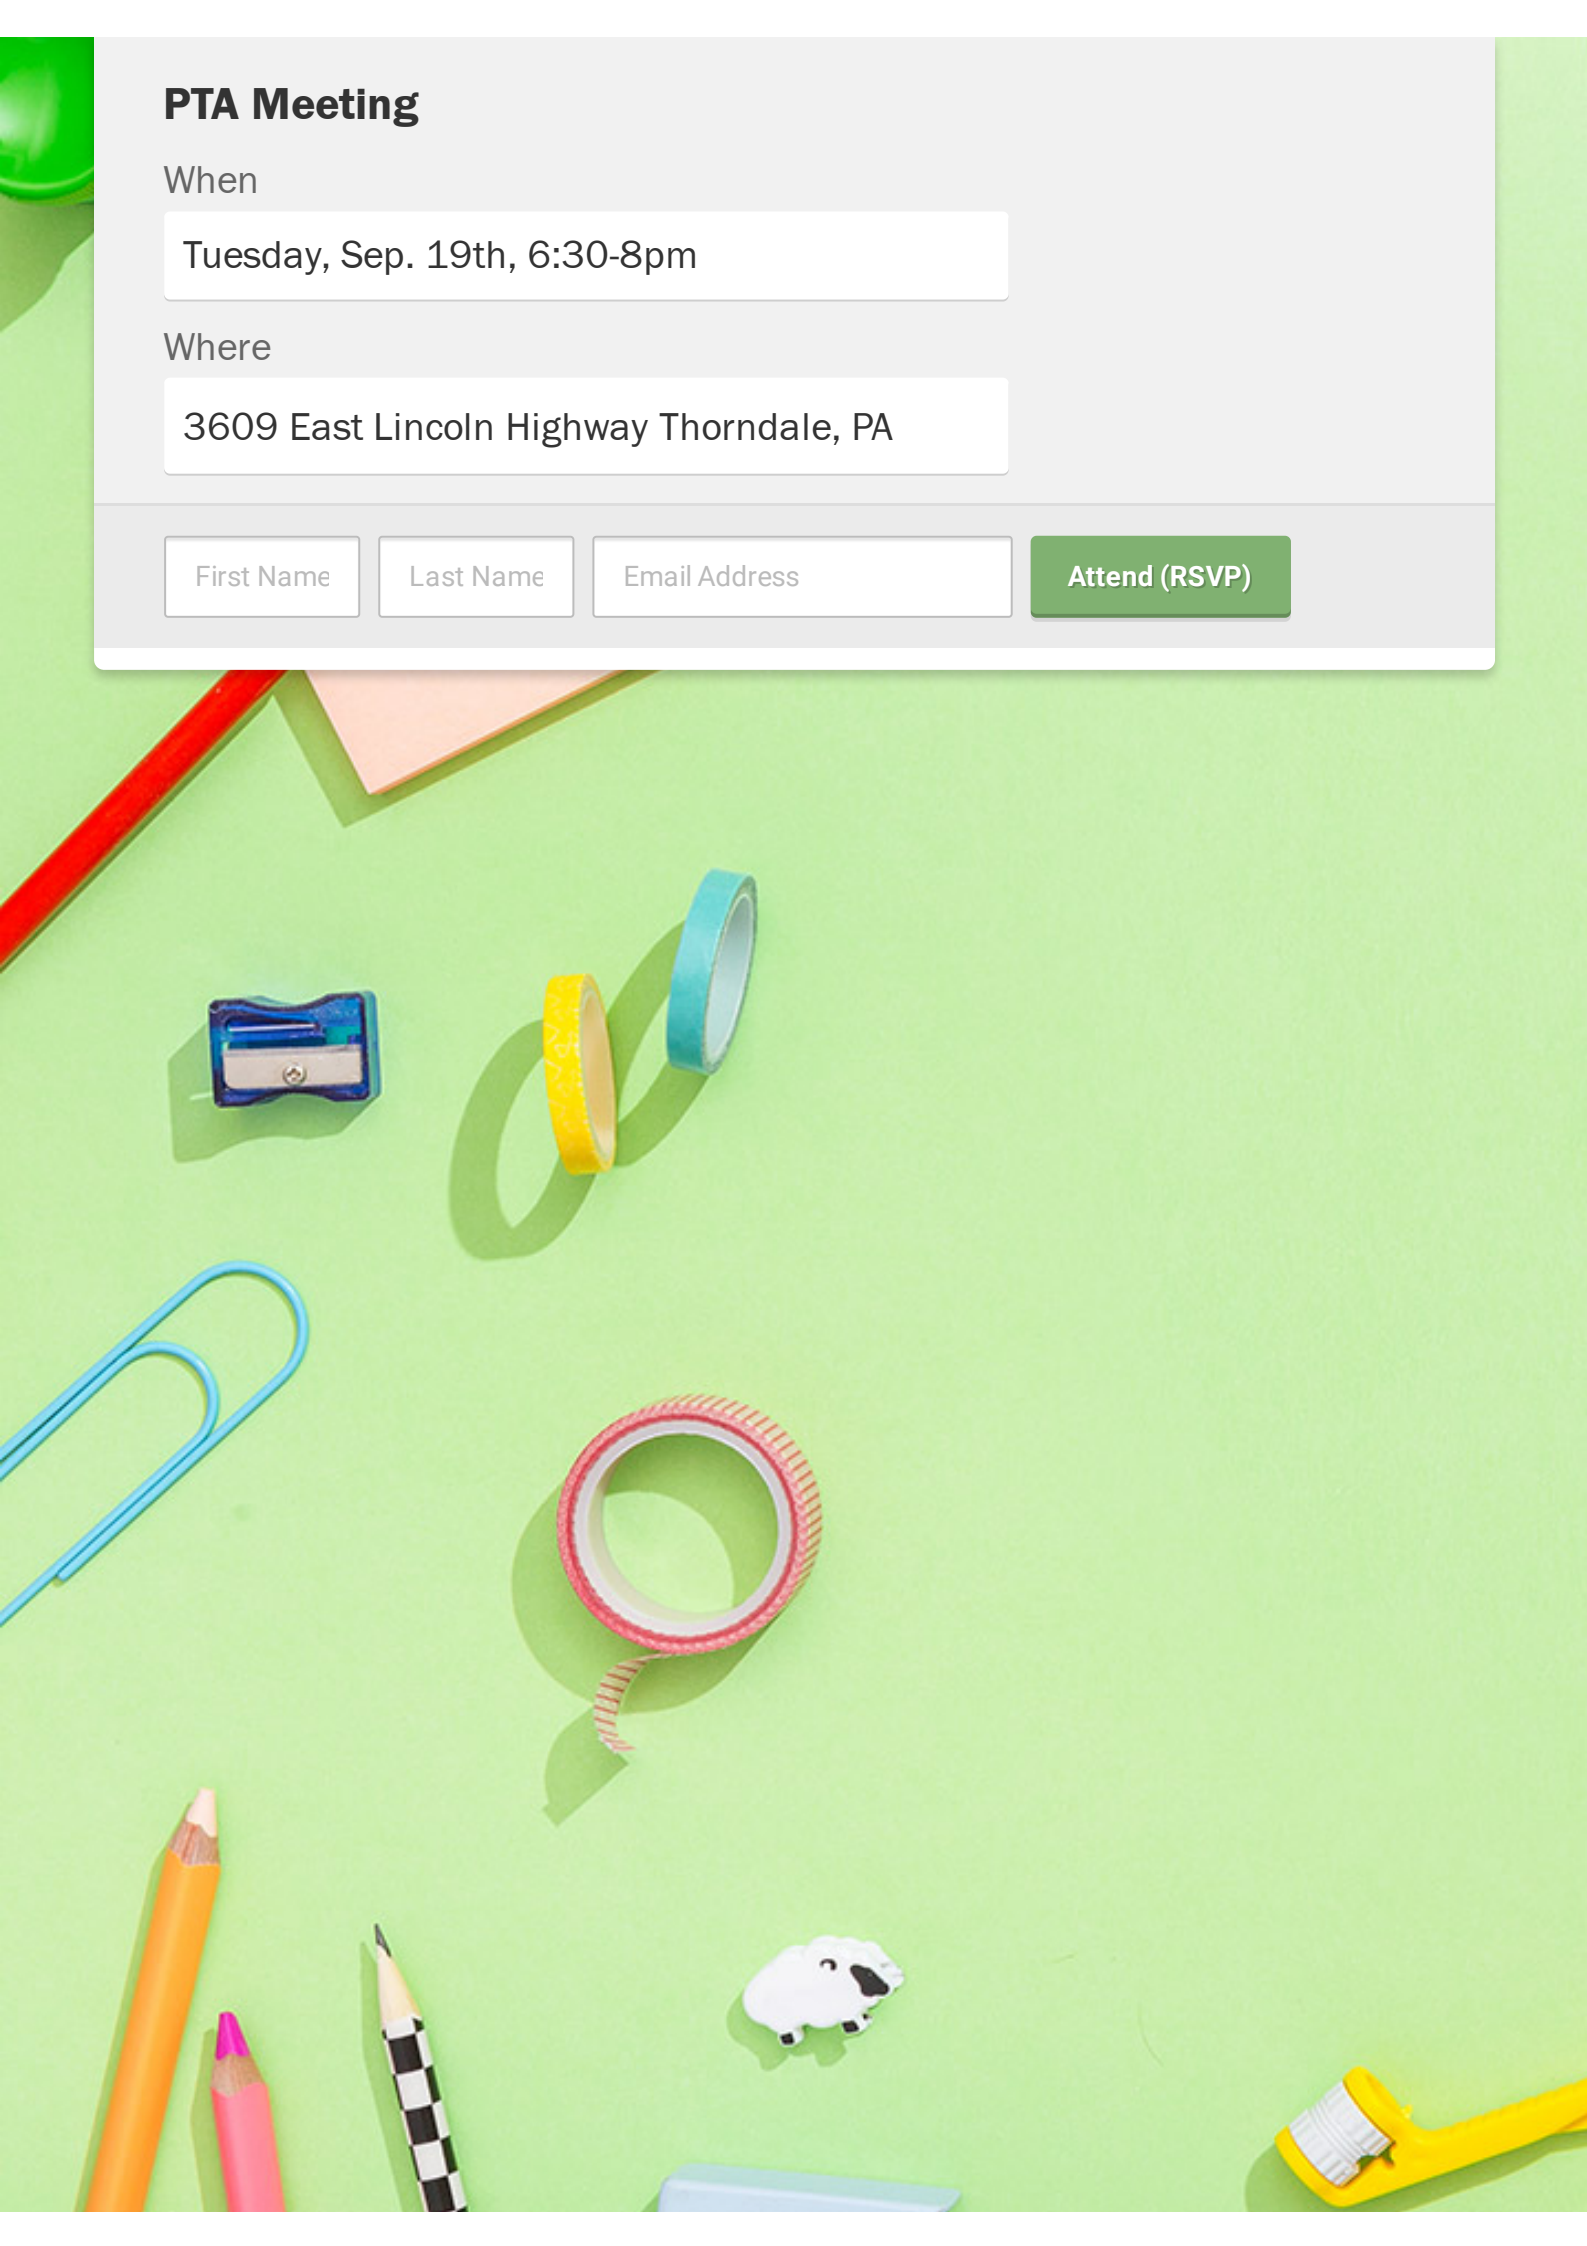 PTA Meeting
When
Tuesday, Sep. 19th, 6:30-8pm
Where
3609 East Lincoln Highway Thorndale, PA
First Name Last Name Email Address Attend (RSVP)